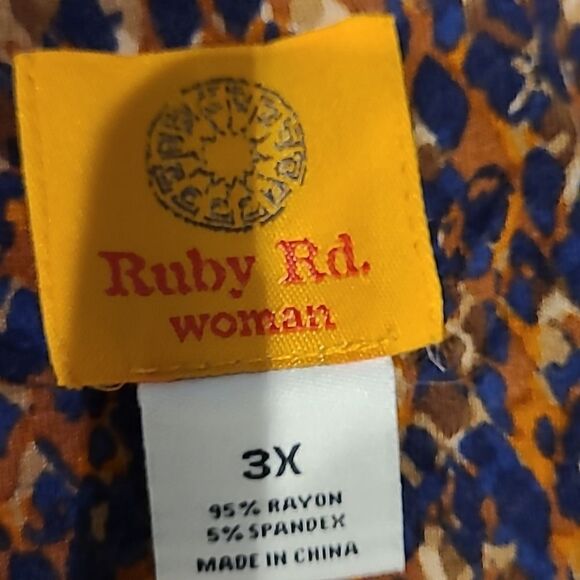 Ruby Rd.
woman
3X
95% RAYON
5% SPANDEX
MADE IN CHINA